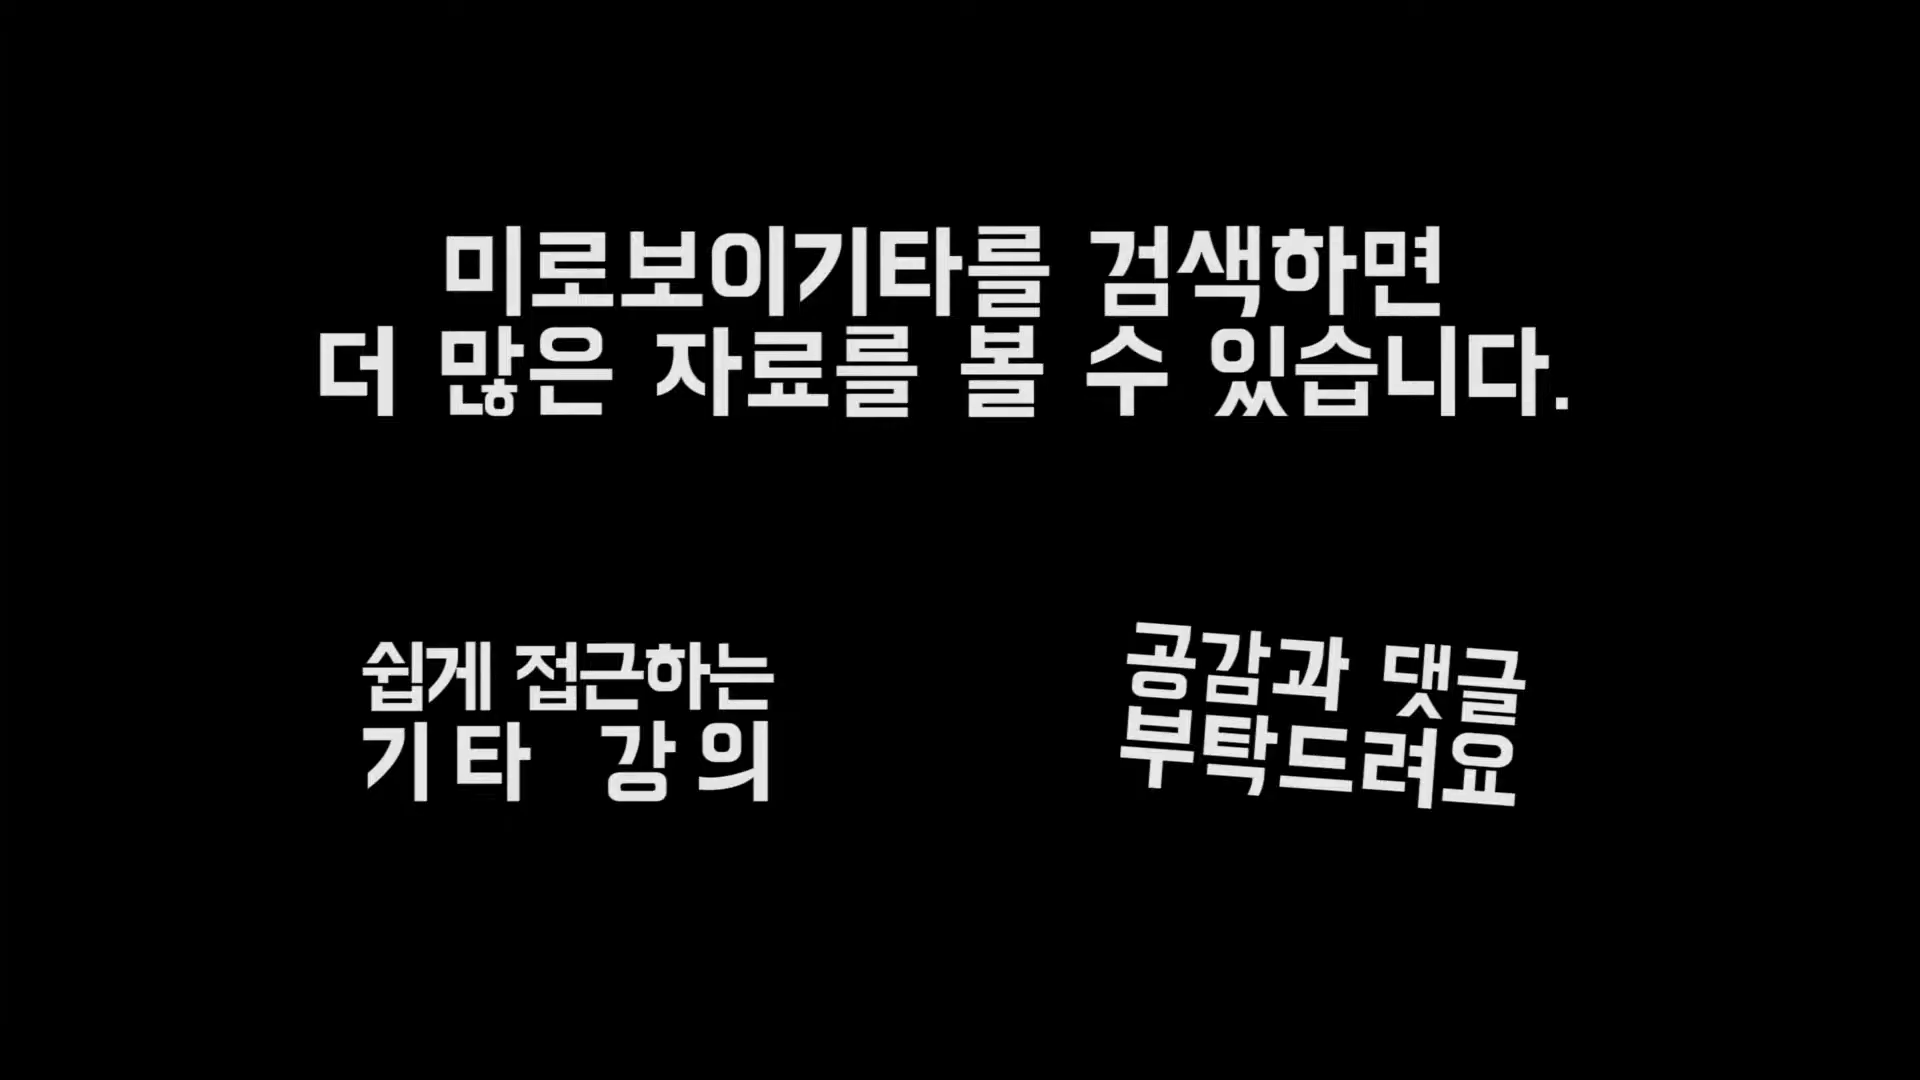 미로보이기타를 검색하면
더 많은 자료를 볼 수 있습니다.
쉽게 접근하는
기타 강의
공감과 댓글
부탁드려요